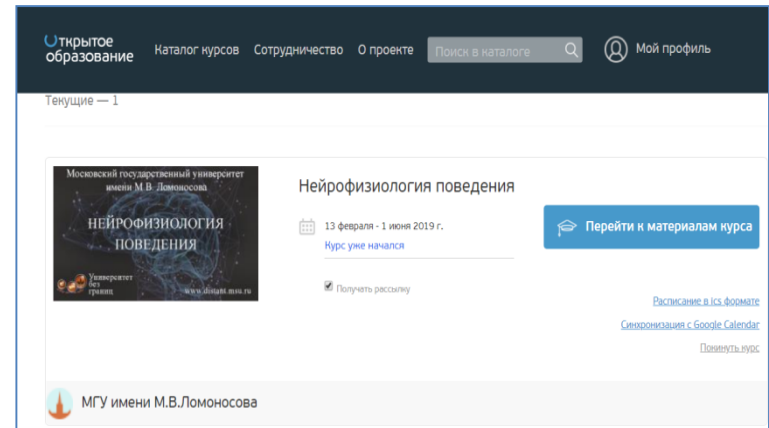 Открытое образование
Каталог курсов Сотрудничество О проекте Поиск в каталоге Мой профиль
Текущие — 1
Московский государственный университет
имени М.В. Ломоносова
НЕЙРОФИЗИОЛОГИЯ
ПОВЕДЕНИЯ
Университет
без
границ
www.distant.msu.ru
Нейрофизиология поведения
13 февраля - 1 июня 2019 г.
Курс уже начался
Получать рассылку
Перейти к материалам курса
Расписание в ics формате
Синхронизация с Google Calendar
Покинуть курс
МГУ имени М.В.Ломоносова